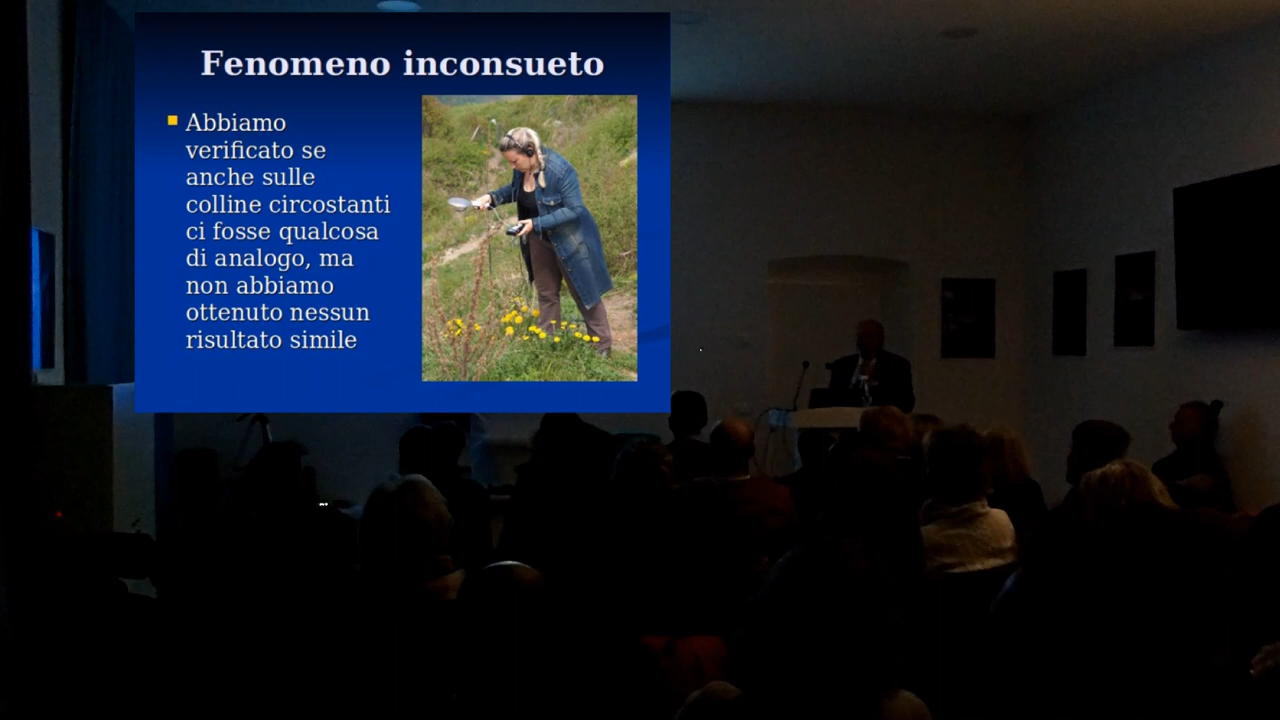 Fenomeno inconsueto
Abbiamo
verificato se
anche sulle
colline circostanti
ci fosse qualcosa
di analogo, ma
non abbiamo
ottenuto nessun
risultato simile